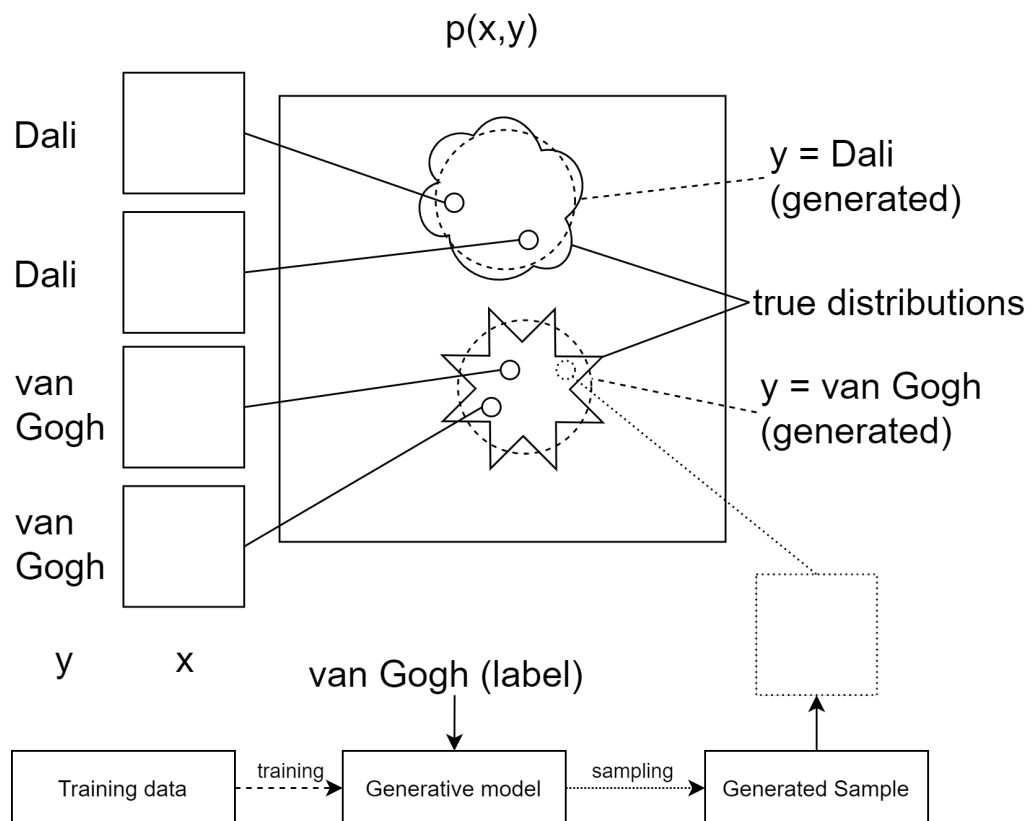 p(x,y)
Dali
y = Dali
(generated)
Dali
true distributions
van
Gogh
y = van Gogh
(generated)
van
Gogh
y
x
van Gogh (label)
Training data
training
Generative model
sampling
Generated Sample